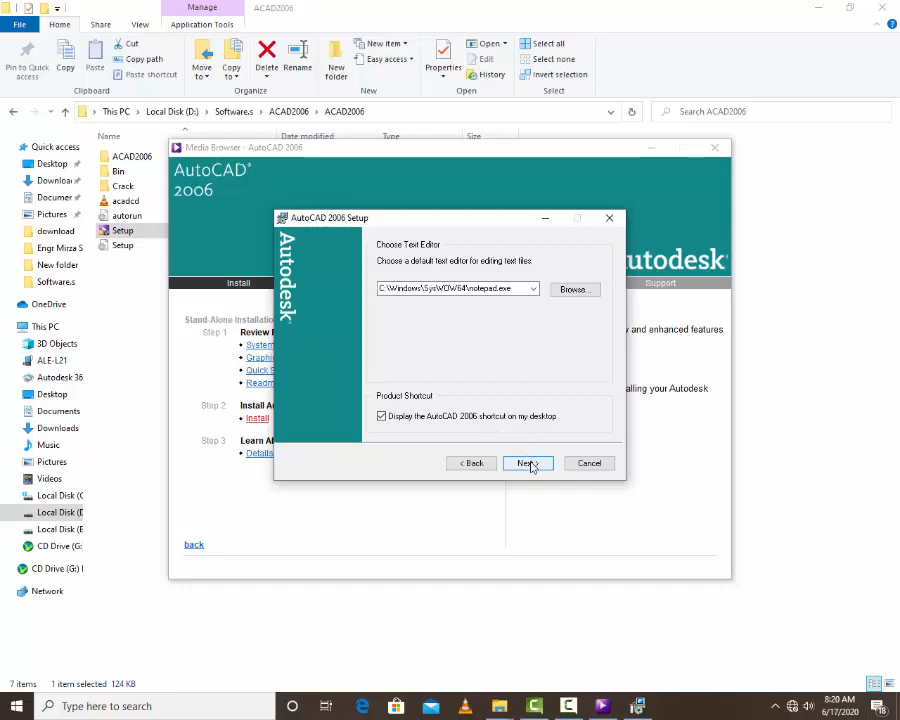 Manage
ACAD2006
File
Home
Share
View
Application Tools
Pin to Quick access
Copy
Paste
Cut
Copy path
Paste shortcut
Clipboard
Move to
Copy to
Delete
Rename
Organize
New folder
New item
Easy access
New
Properties
Open
Edit
History
Open
Select all
Select none
Invert selection
Select
This PC > Local Disk (D:) > Software.s > ACAD2006 > ACAD2006
Search ACAD2006
Name
Date modified
Type
Size
Quick access
Desktop
Downloa
Documer
Pictures
download
Engr Mirza
New folder
Software.s
OneDrive
This PC
3D Objects
ALE-L21
Autodesk 36
Desktop
Documents
Downloads
Music
Pictures
Videos
Local Disk (C
Local Disk (D
Local Disk (E
CD Drive (G:)
CD Drive (G:) I
Network
ACAD2006
Bin
Crack
acadcd
autorun
Setup
Setup
Media Browser - AutoCAD 2006
AutoCAD®
2006
utodesk®
Install
Support
Stand-Alone Installatio
Step 1
Review
System
Graphi
Quick S
Readm
Step 2
Install Au
Install
Step 3
Learn Al
Details
y and enhanced features
alling your Autodesk
back
AutoCAD 2006 Setup
Autodesk®
Choose Text Editor
Choose a default text editor for editing text files.
C:\Windows\SysWOW64\notepad.exe
Browse...
Product Shortcut
Display the AutoCAD 2006 shortcut on my desktop
< Back
Next >
Cancel
7 items
1 item selected 124 KB
Type here to search
8:20 AM
6/17/2020
18